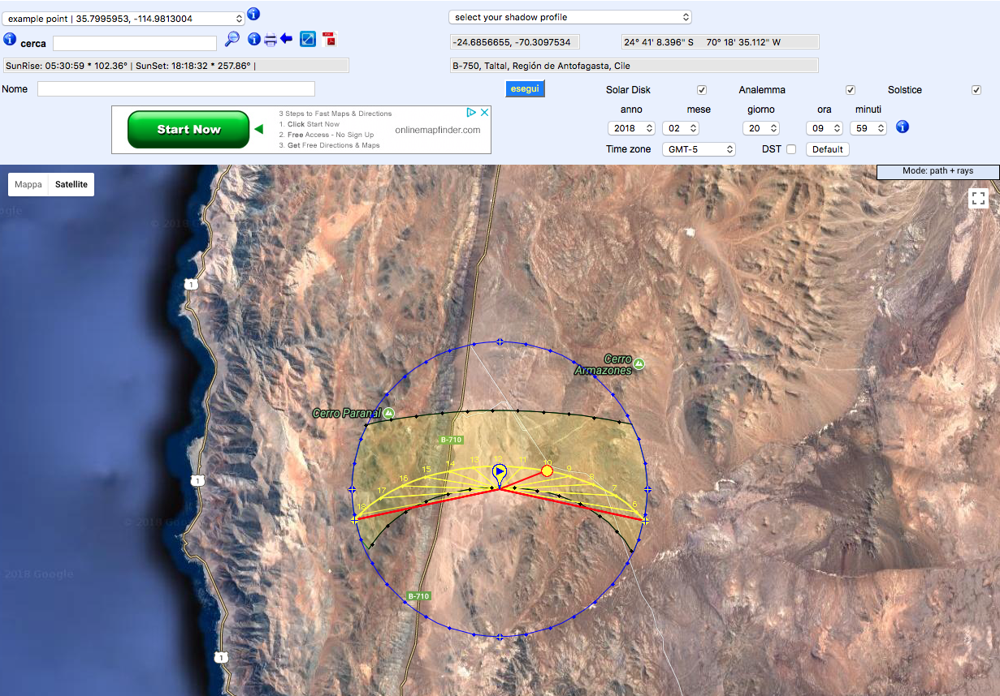 example point | 35.7995953, -114.9813004
select your shadow profile
cerca
-24.6856655, -70.3097534
24° 41' 8.396" S 70° 18' 35.112" W
SunRise: 05:30:59 * 102.36° | SunSet: 18:18:32 * 257.86° |
B-750, Taltal, Región de Antofagasta, Cile
Nome
esegui
Solar Disk
Analemma
Solstice
anno
mese
giorno
ora
minuti
2018
02
20
09
59
Time zone
GMT-5
DST
Default
Start Now
3 Steps to Fast Maps & Directions
1. Click Start Now
2. Free Access - No Sign Up
3. Get Free Directions & Maps
onlinemapfinder.com
Mode: path + rays
Mappa
Satellite
1
Cerro
Armazones
Cerro Paranal
B-710
18
17
16
15
14
13
12
11
10
9
8
7
6
1
B-710
2018 Google
1